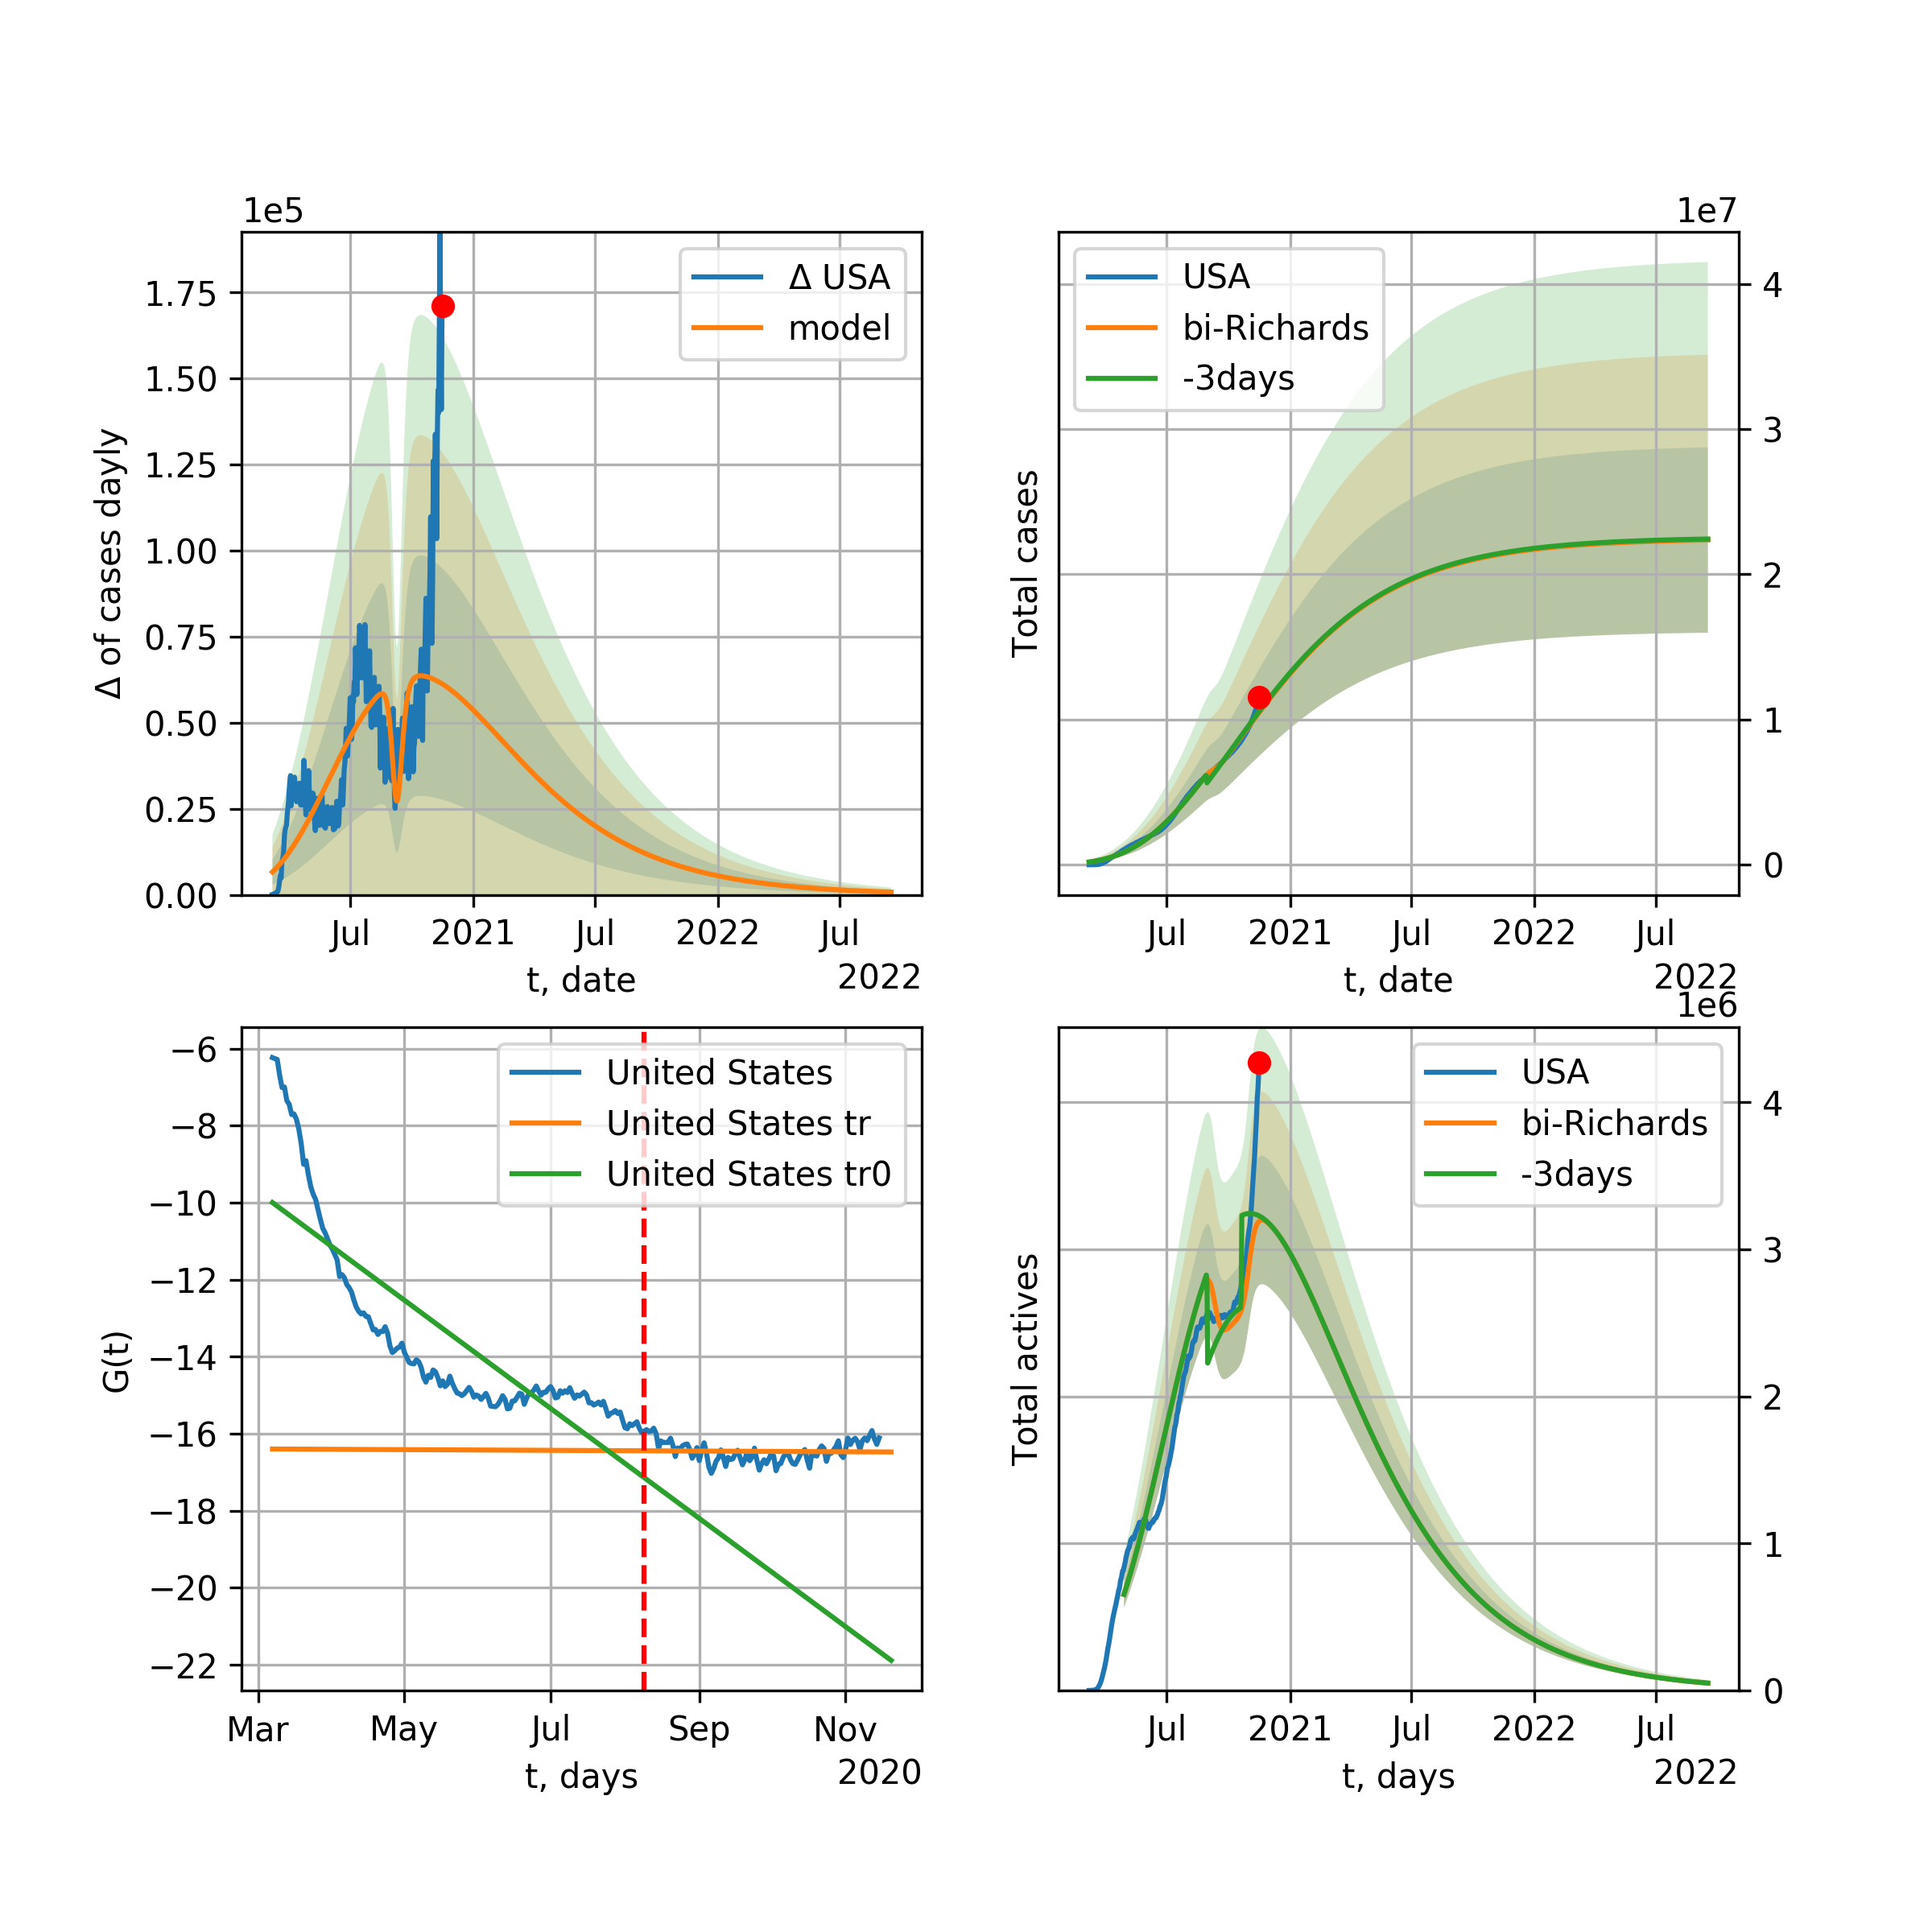 1e5
Δ of cases dayly
1.75
1.50
1.25
1.00
0.75
0.50
0.25
0.00
Δ USA
model
Jul 2021 Jul 2022 Jul
t, date
2022
1e7
Total cases
USA
bi-Richards
-3days
4
3
2
1
0
Jul 2021 Jul 2022 Jul
t, date
2022
G(t)
−6
−8
−10
−12
−14
−16
−18
−20
−22
United States
United States tr
United States tr0
Mar May Jul Sep Nov
t, days
2020
1e6
Total actives
USA
bi-Richards
-3days
4
3
2
1
0
Jul 2021 Jul 2022 Jul
t, days
2022